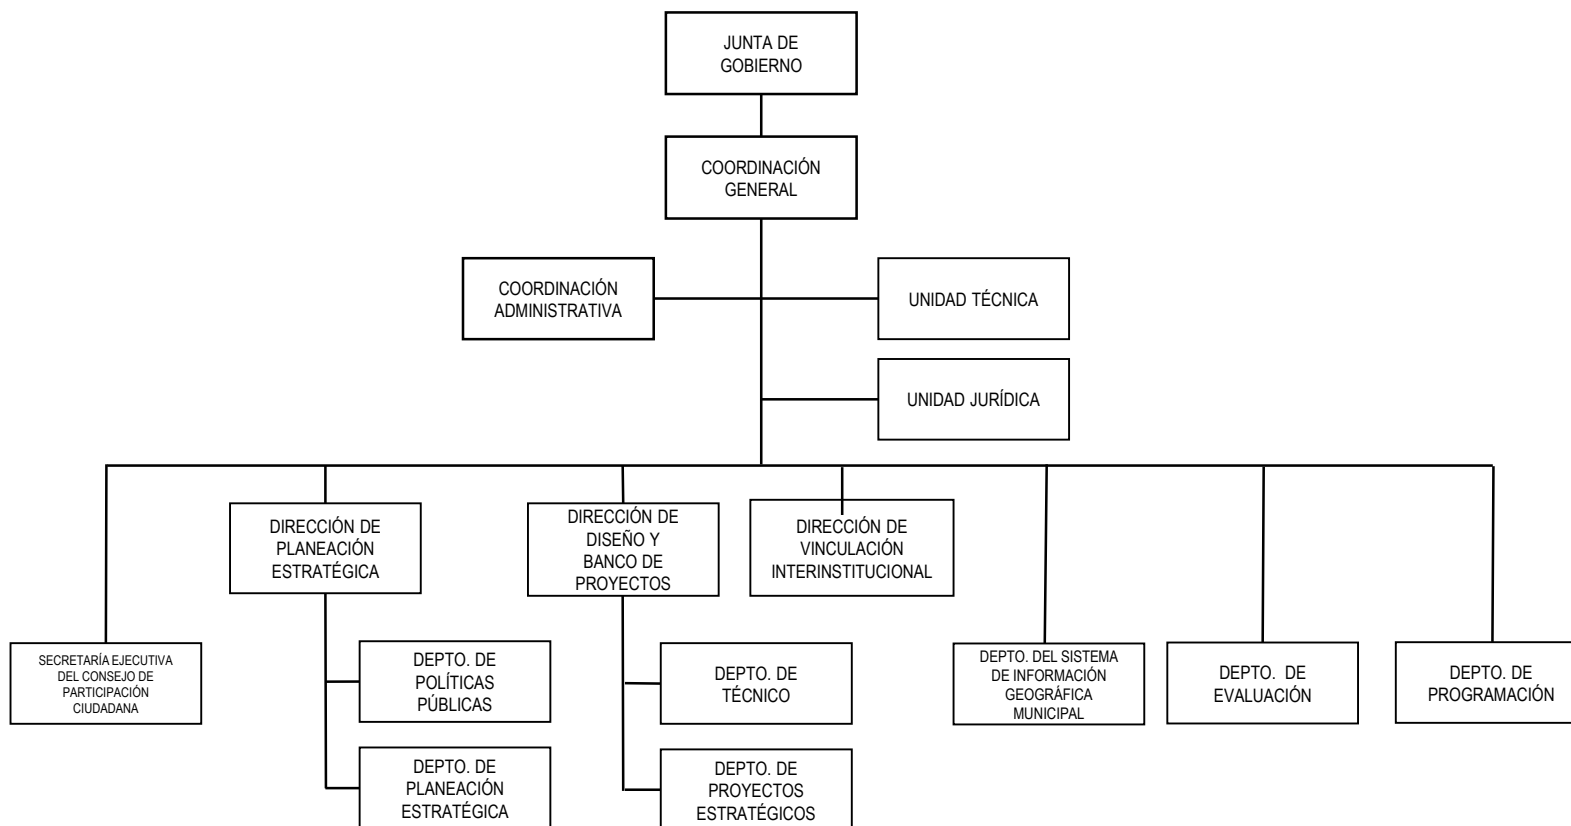 JUNTA DE
GOBIERNO
COORDINACIÓN
GENERAL
COORDINACIÓN
ADMINISTRATIVA
UNIDAD TÉCNICA
UNIDAD JURÍDICA
DIRECCIÓN DE
PLANEACIÓN
ESTRATÉGICA
DIRECCIÓN DE
DISEÑO Y
BANCO DE
PROYECTOS
DIRECCIÓN DE
VINCULACIÓN
INTERINSTITUCIONAL
SECRETARÍA EJECUTIVA
DEL CONSEJO DE
PARTICIPACIÓN
CIUDADANA
DEPTO. DE
POLÍTICAS
PÚBLICAS
DEPTO. DE
TÉCNICO
DEPTO. DEL SISTEMA
DE INFORMACIÓN
GEOGRÁFICA
MUNICIPAL
DEPTO. DE
EVALUACIÓN
DEPTO. DE
PROGRAMACIÓN
DEPTO. DE
PLANEACIÓN
ESTRATÉGICA
DEPTO. DE
PROYECTOS
ESTRATÉGICOS